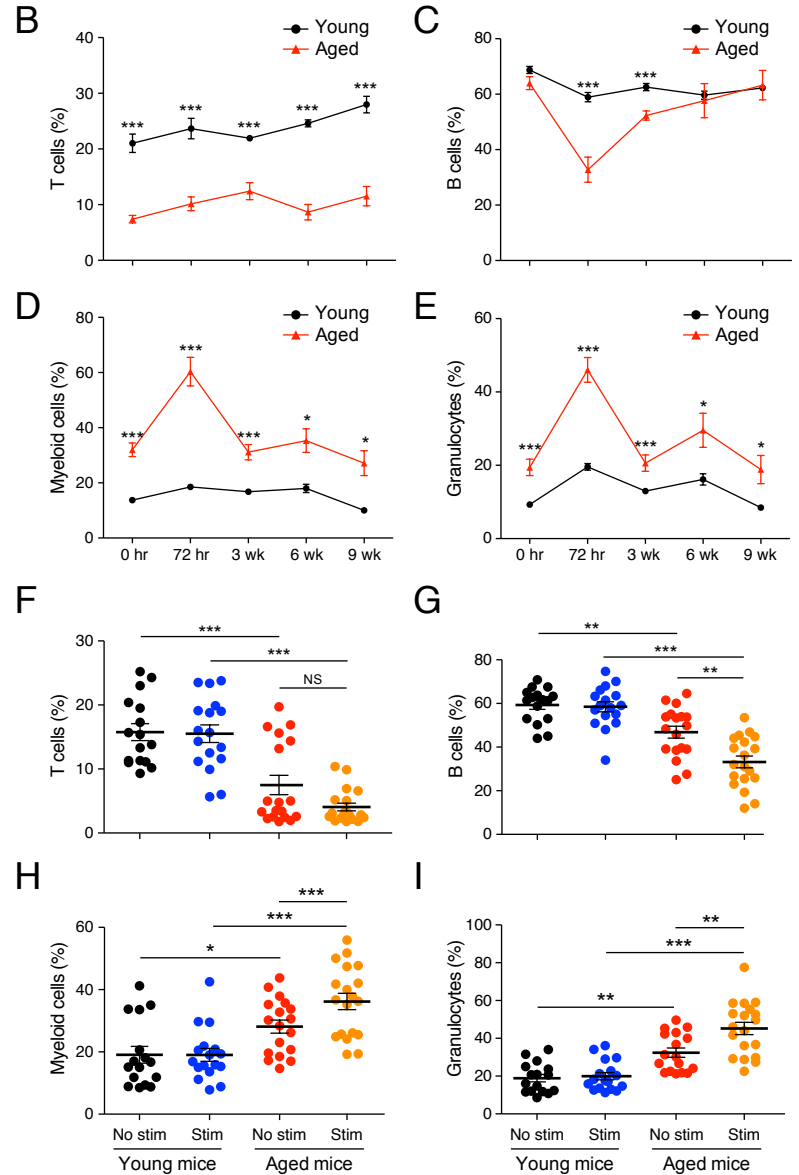 B
Young
Aged
T cells (%)
40
30
20
10
0
***
***
***
***
***
C
Young
Aged
B cells (%)
80
60
40
20
0
***
***
D
Young
Aged
Myeloid cells (%)
80
60
40
20
0
***
***
***
*
*
0 hr
72 hr
3 wk
6 wk
9 wk
E
Young
Aged
Granulocytes (%)
60
40
20
0
***
***
***
*
*
0 hr
72 hr
3 wk
6 wk
9 wk
F
T cells (%)
30
20
10
0
***
***
NS
G
B cells (%)
80
60
40
20
0
**
***
**
H
Myeloid cells (%)
60
40
20
0
***
***
*
No stim
Stim
No stim
Stim
Young mice
Aged mice
I
Granulocytes (%)
100
80
60
40
20
0
**
***
**
No stim
Stim
No stim
Stim
Young mice
Aged mice